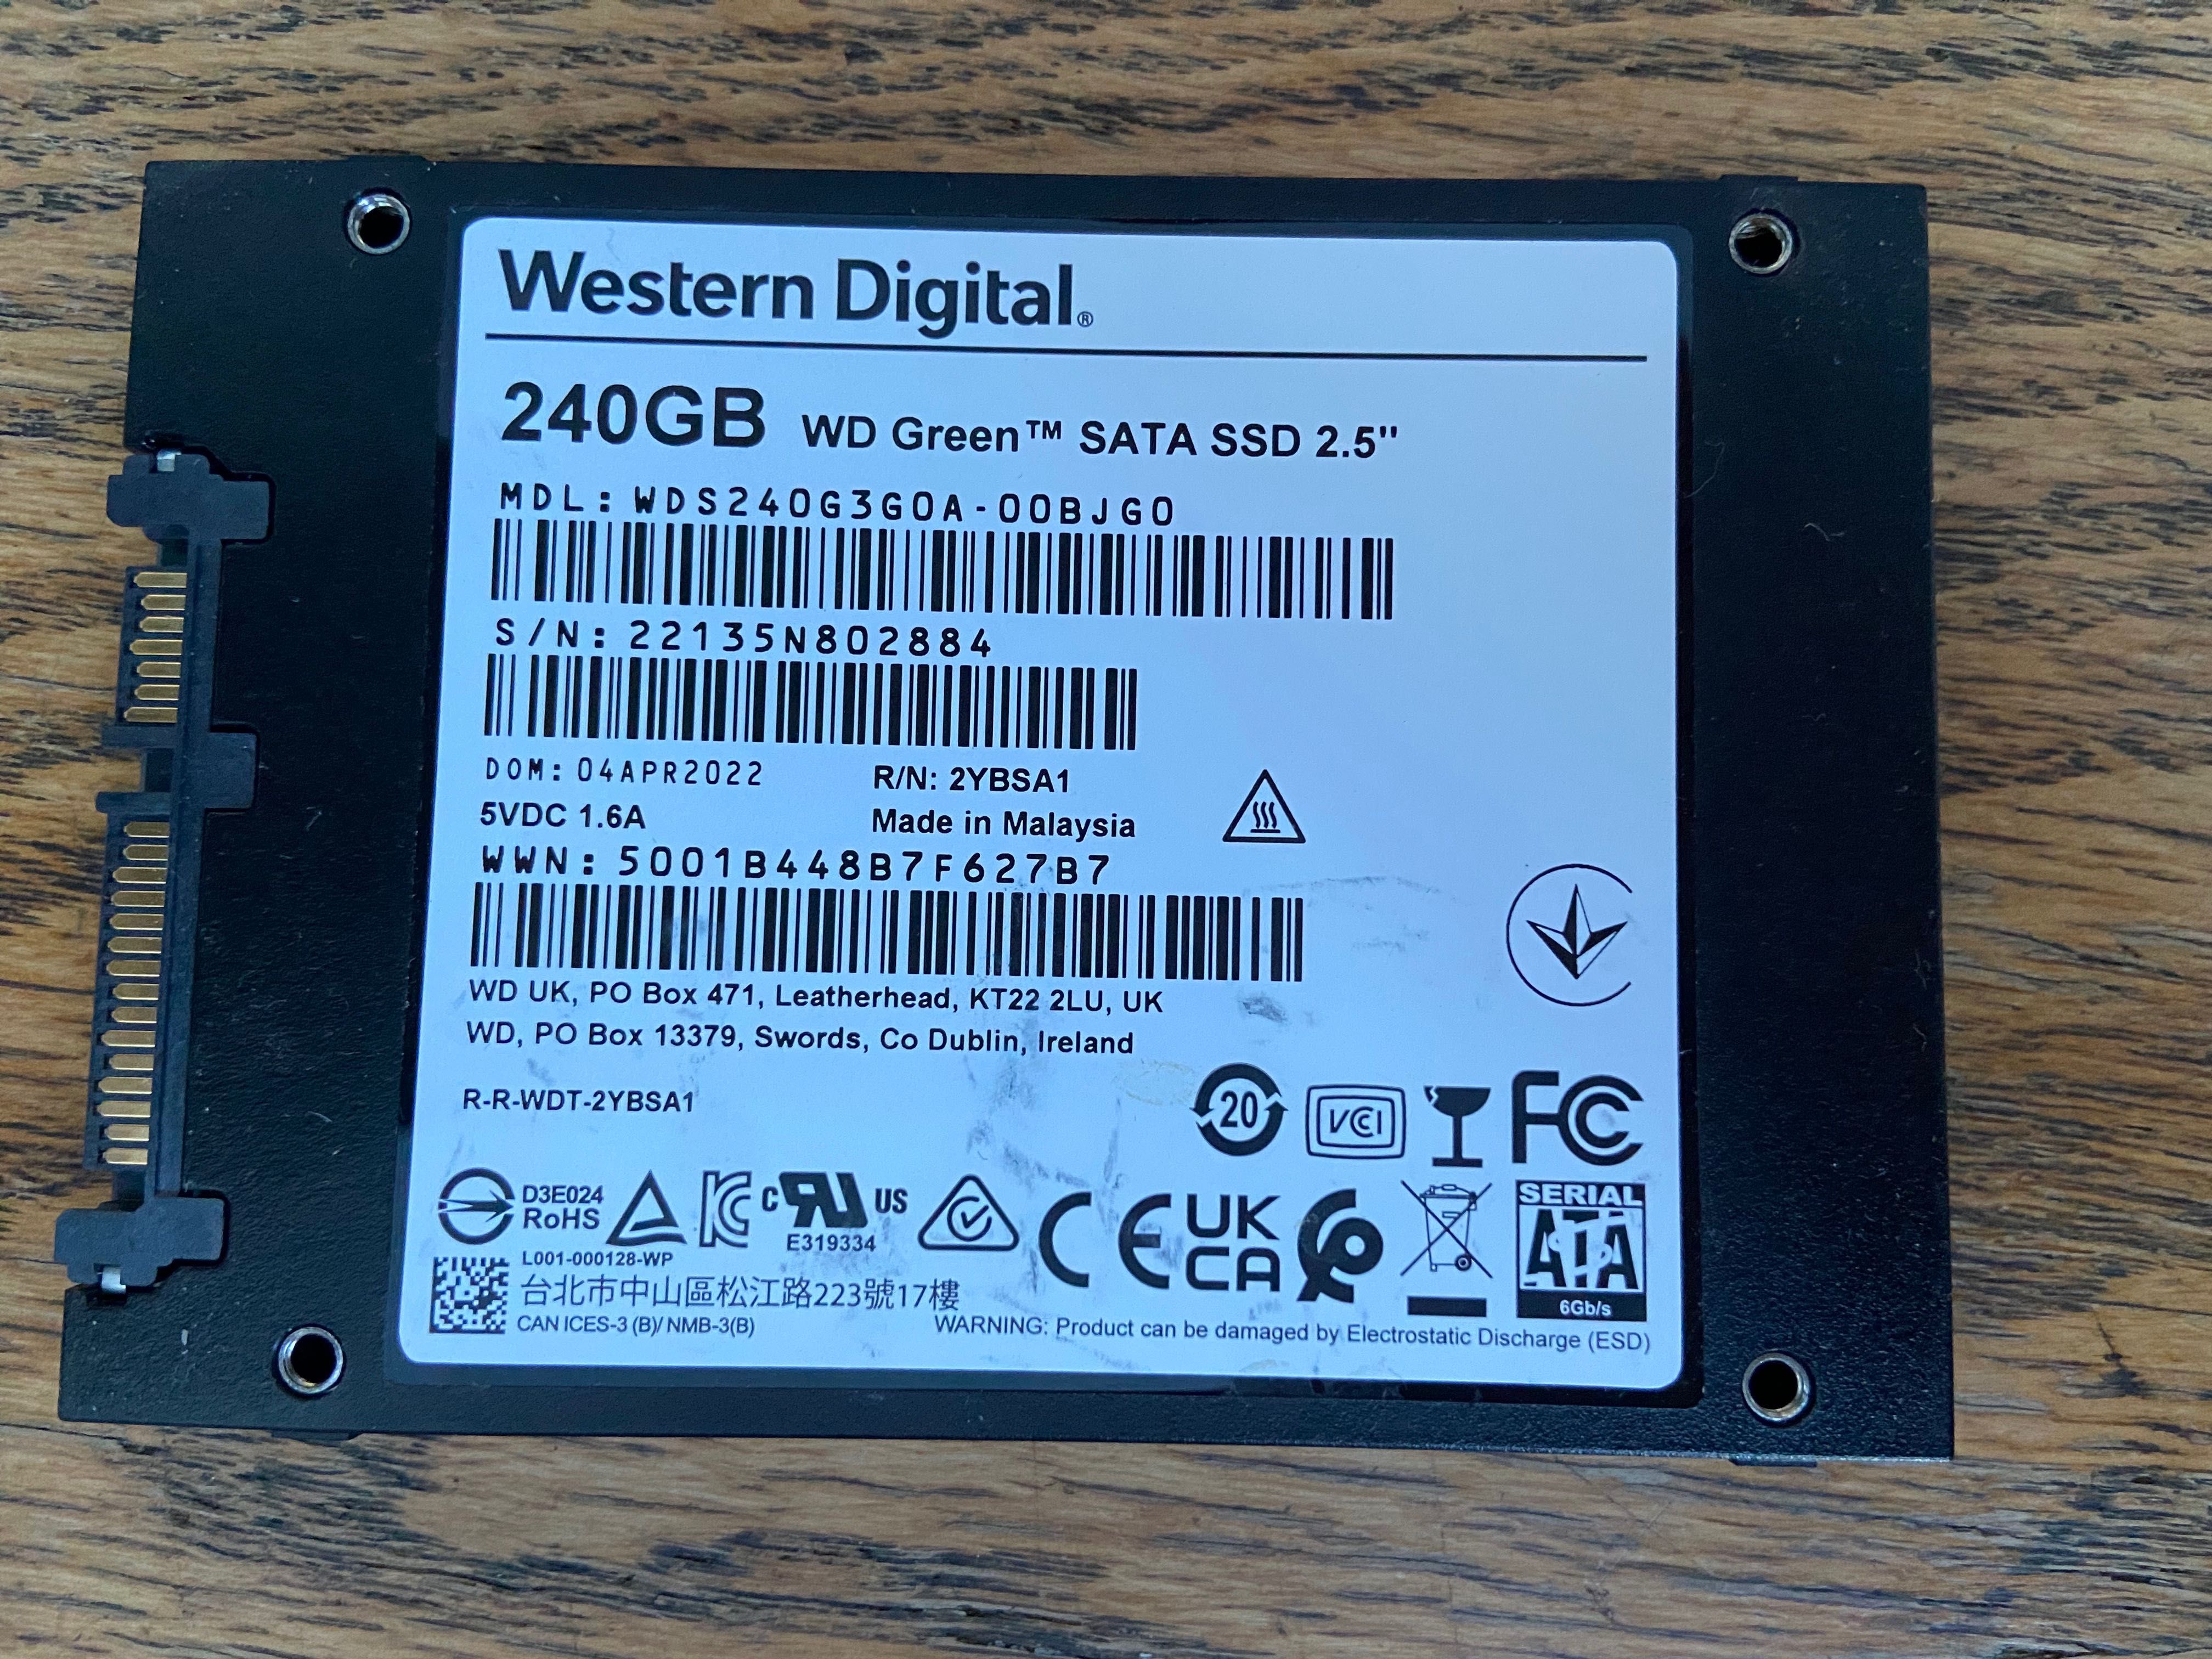 Western Digital®
240GB WD Green™ SATA SSD 2.5"
MDL: WDS240G3G0A-00BJG0
S/N: 22135N802884
DOM: 04APR2022 R/N: 2YBSA1
5VDC 1.6A Made in Malaysia
WWN: 5001B448B7F627B7
WD UK, PO Box 471, Leatherhead, KT22 2LU, UK
WD, PO Box 13379, Swords, Co Dublin, Ireland
R-R-WDT-2YBSA1
20 VCI FC
D3E024
RoHS
C US
E319334
CE
UK
CA
SERIAL
ATA
6Gb/s
L001-000128-WP
台北市中山區松江路223號17樓
CAN ICES-3 (B)/ NMB-3(B)
WARNING: Product can be damaged by Electrostatic Discharge (ESD)